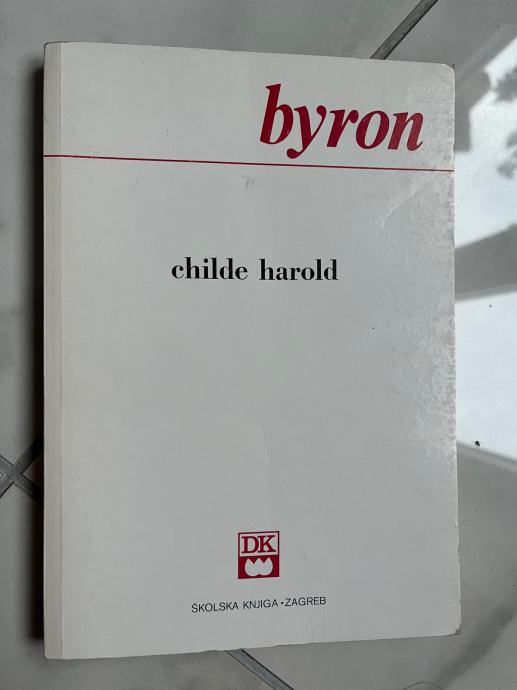 byron
childe harold
DK
ŠKOLSKA KNJIGA • ZAGREB